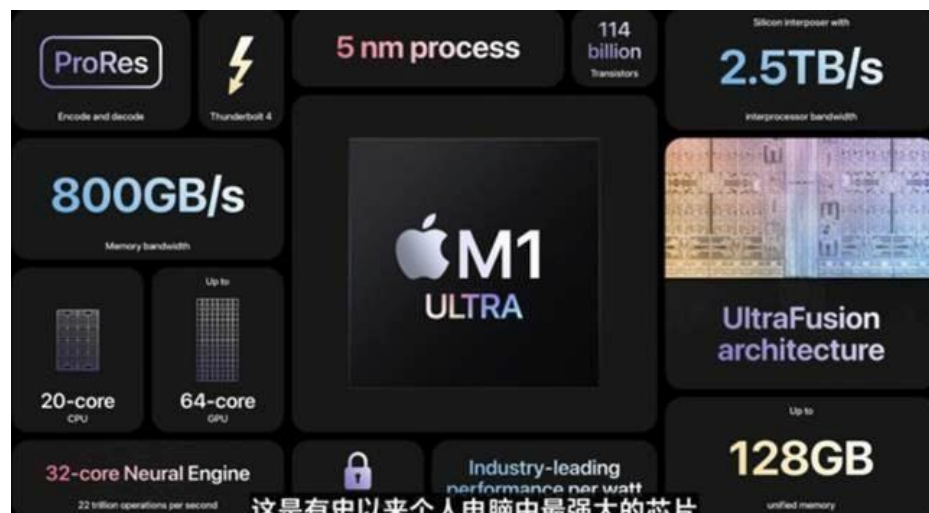 ProRes
Encode and decode
Thunderbolt 4
5 nm process
114
billion
Transistors
Silicon interposer with
2.5TB/s
interprocessor bandwidth
800GB/s
Memory bandwidth
M1
ULTRA
UltraFusion
architecture
20-core
CPU
Up to
64-core
GPU
Up to
128GB
unified memory
32-core Neural Engine
22 trillion operations per second
Industry-leading
performance per watt
这是有史以来个人电脑中最强大的芯片